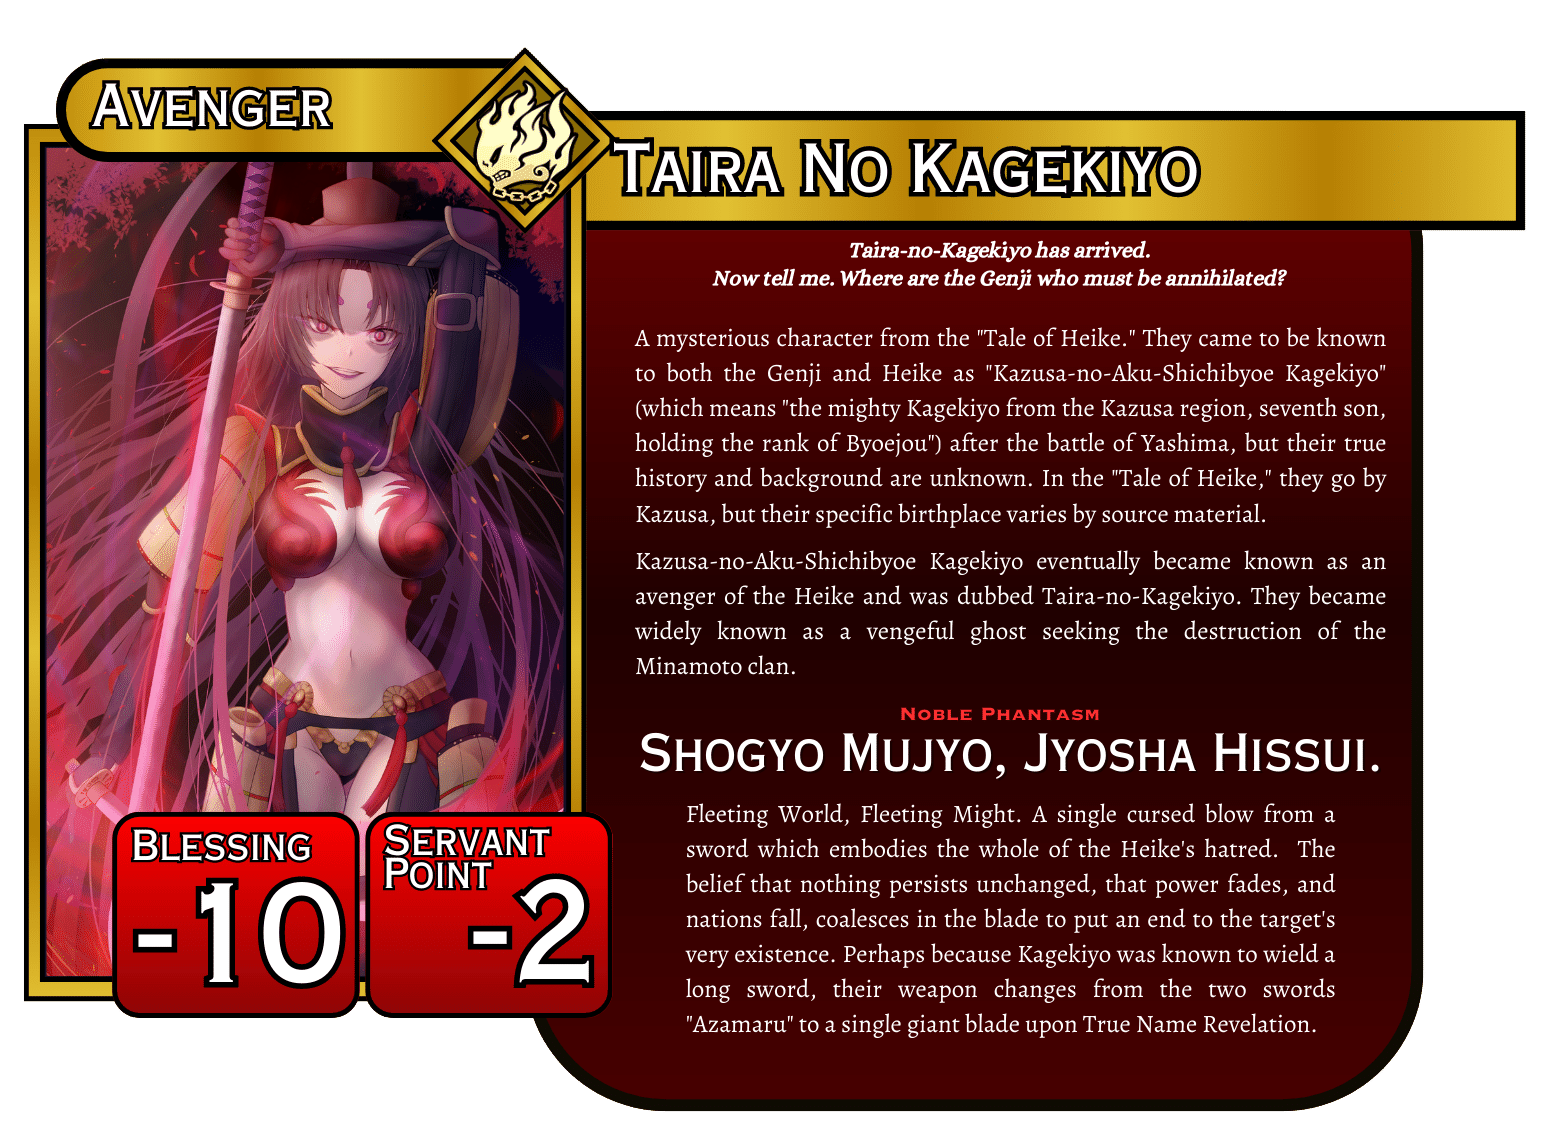 Avenger
Taira No Kagekiyo
Taira-no-Kagekiyo has arrived.
Now tell me. Where are the Genji who must be annihilated?
A mysterious character from the "Tale of Heike." They came to be known
to both the Genji and Heike as "Kazusa-no-Aku-Shichibyoe Kagekiyo"
(which means "the mighty Kagekiyo from the Kazusa region, seventh son,
holding the rank of Byoejou") after the battle of Yashima, but their true
history and background are unknown. In the "Tale of Heike," they go by
Kazusa, but their specific birthplace varies by source material.
Kazusa-no-Aku-Shichibyoe Kagekiyo eventually became known as an
avenger of the Heike and was dubbed Taira-no-Kagekiyo. They became
widely known as a vengeful ghost seeking the destruction of the
Minamoto clan.
Noble Phantasm
Shogyo Mujyo, Jyosha Hissui.
Fleeting World, Fleeting Might. A single cursed blow from a
sword which embodies the whole of the Heike's hatred. The
belief that nothing persists unchanged, that power fades, and
nations fall, coalesces in the blade to put an end to the target's
very existence. Perhaps because Kagekiyo was known to wield a
long sword, their weapon changes from the two swords
"Azamaru" to a single giant blade upon True Name Revelation.
Blessing
-10
Servant
Point
-2